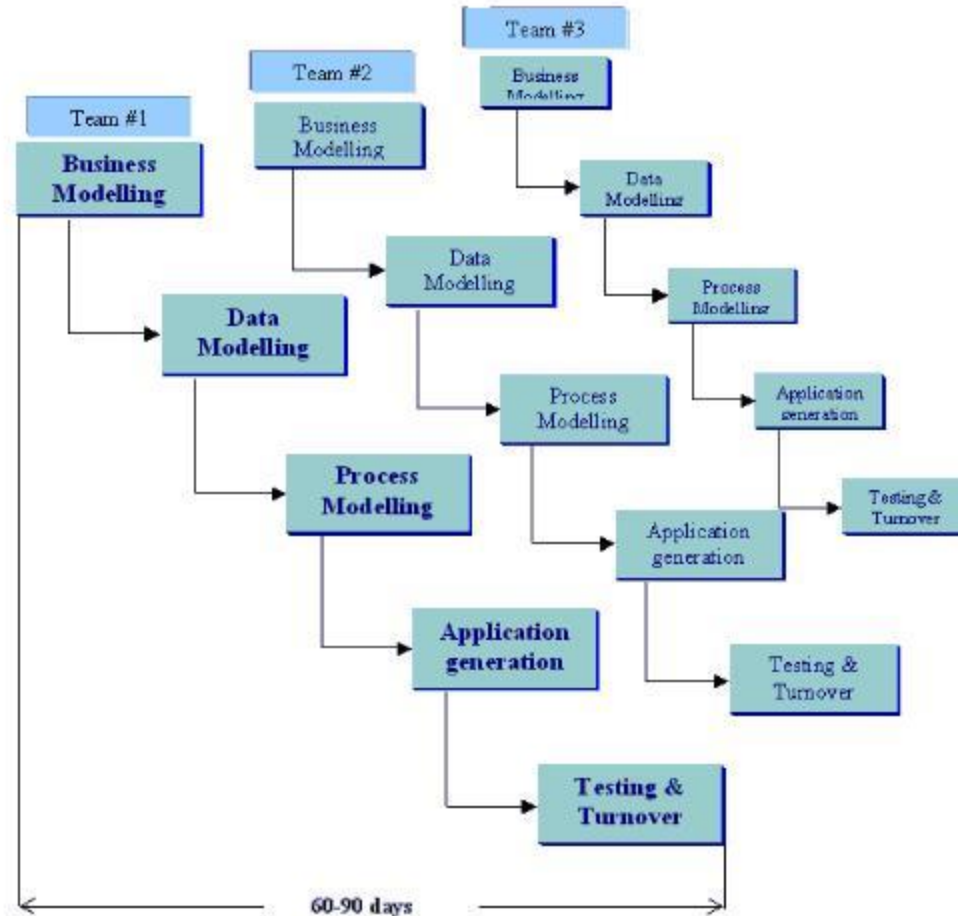 Team #1
Business
Modelling
Data
Modelling
Process
Modelling
Application
generation
Testing &
Turnover
Team #2
Business
Modelling
Data
Modelling
Process
Modelling
Application
generation
Testing &
Turnover
Team #3
Business
Modelling
Data
Modelling
Process
Modelling
Application
generation
Testing &
Turnover
60-90 days